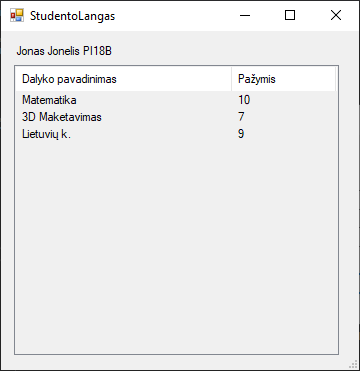 StudentoLangas
Jonas Jonelis PI18B
Dalyko pavadinimas Pažymis
Matematika 10
3D Maketavimas 7
Lietuvių k. 9